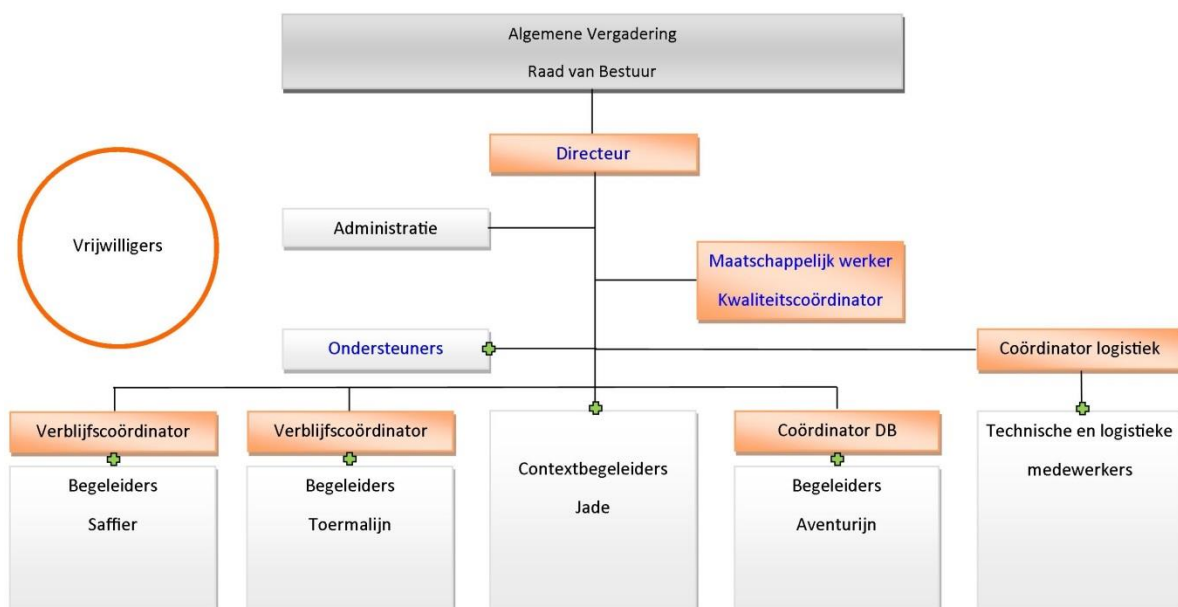 Algemene Vergadering
Raad van Bestuur
Directeur
Vrijwilligers
Administratie
Maatschappelijk werker
Kwaliteitscoördinator
Ondersteuners
Coördinator logistiek
Verblijfscoördinator
Verblijfscoördinator
Contextbegeleiders
Jade
Coördinator DB
Technische en logistieke
medewerkers
Begeleiders
Saffier
Begeleiders
Toermalijn
Begeleiders
Aventurijn